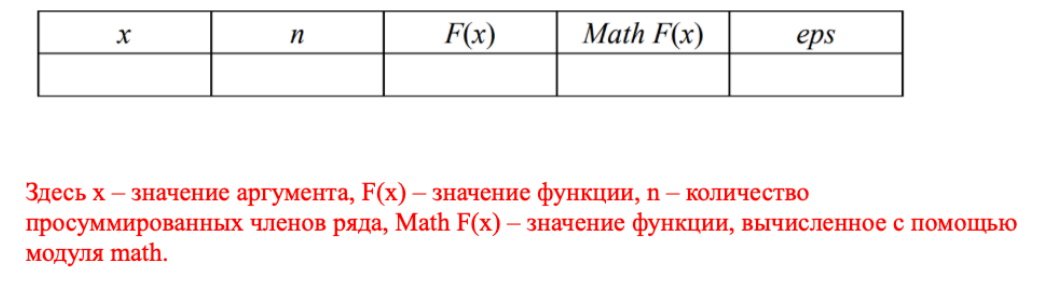 x n F(x) Math F(x) eps
Здесь x – значение аргумента, F(x) – значение функции, n – количество
просуммированных членов ряда, Math F(x) – значение функции, вычисленное с помощью
модуля math.